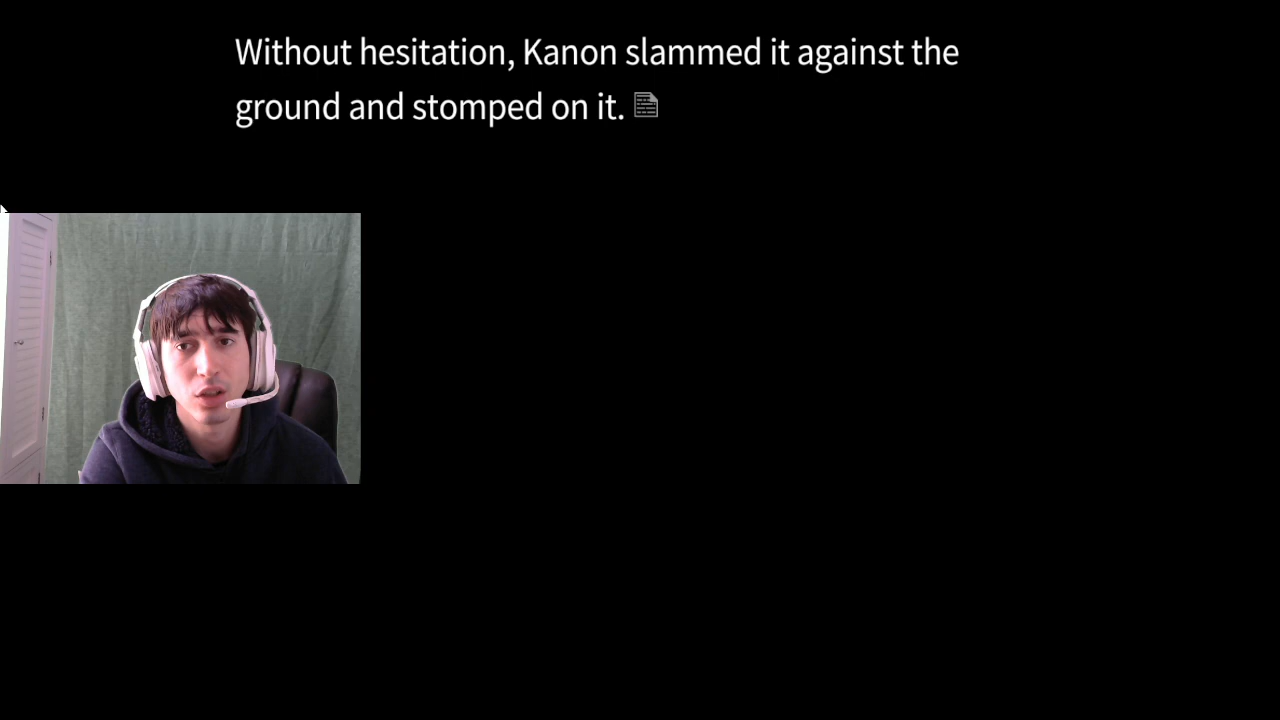 Without hesitation, Kanon slammed it against the
ground and stomped on it.